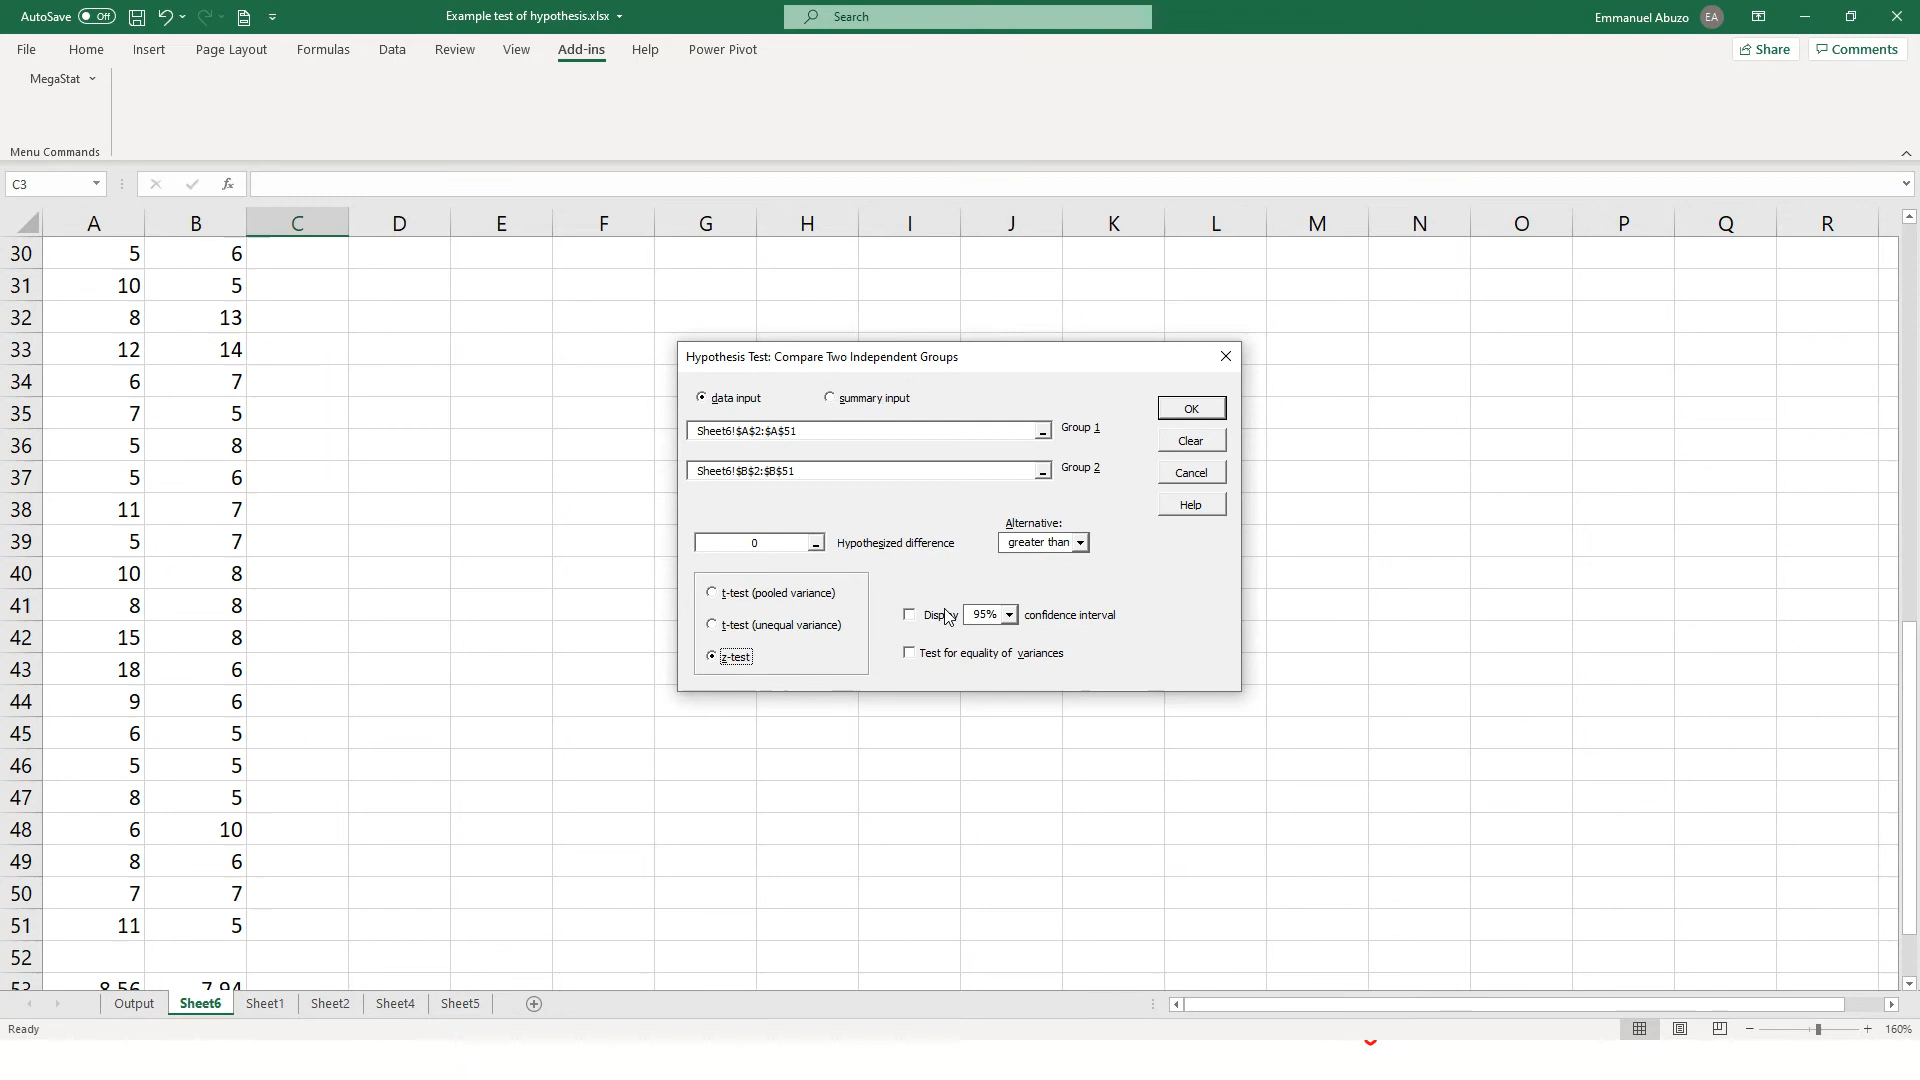 AutoSave Off Example test of hypothesis.xlsx Search Emmanuel Abuzo EA
File Home Insert Page Layout Formulas Data Review View Add-ins Help Power Pivot Share Comments
MegaStat
Menu Commands
C3 fx
A B C D E F G H I J K L M N O P Q R
30 5 6
31 10 5
32 8 13
33 12 14
34 6 7
35 7 5
36 5 8
37 5 6
38 11 7
39 5 7
40 10 8
41 8 8
42 15 8
43 18 6
44 9 6
45 6 5
46 5 5
47 8 5
48 6 10
49 8 6
50 7 7
51 11 5
52
53 8.56 7.94
Hypothesis Test: Compare Two Independent Groups
data input summary input
OK
Sheet6!$A$2:$A$51 Group 1
Clear
Sheet6!$B$2:$B$51 Group 2
Cancel
Help
Alternative:
0 Hypothesized difference greater than
t-test (pooled variance)
t-test (unequal variance)
z-test
Display 95% confidence interval
Test for equality of variances
Output Sheet6 Sheet1 Sheet2 Sheet4 Sheet5
Ready 160%